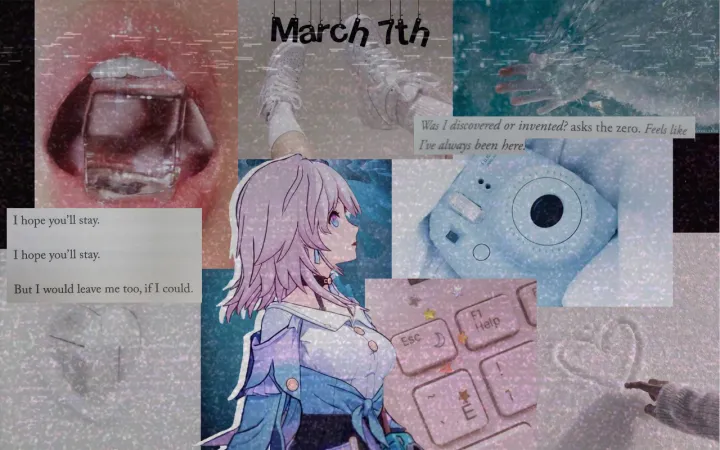 March 7th
Was I discovered or invented? asks the zero. Feels like
I've always been here.
I hope you'll stay.
I hope you'll stay.
But I would leave me too, if I could.
Esc
F1
Help
!
1
E